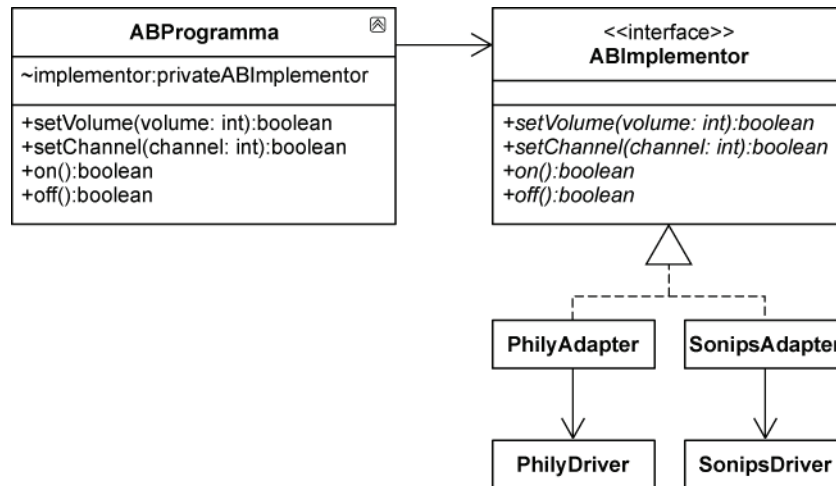 ABProgramma
~implementor:privateABImplementor
+setVolume(volume: int):boolean
+setChannel(channel: int):boolean
+on():boolean
+off():boolean
<<interface>>
ABImplementor
+setVolume(volume: int):boolean
+setChannel(channel: int):boolean
+on():boolean
+off():boolean
PhilyAdapter
SonipsAdapter
PhilyDriver
SonipsDriver